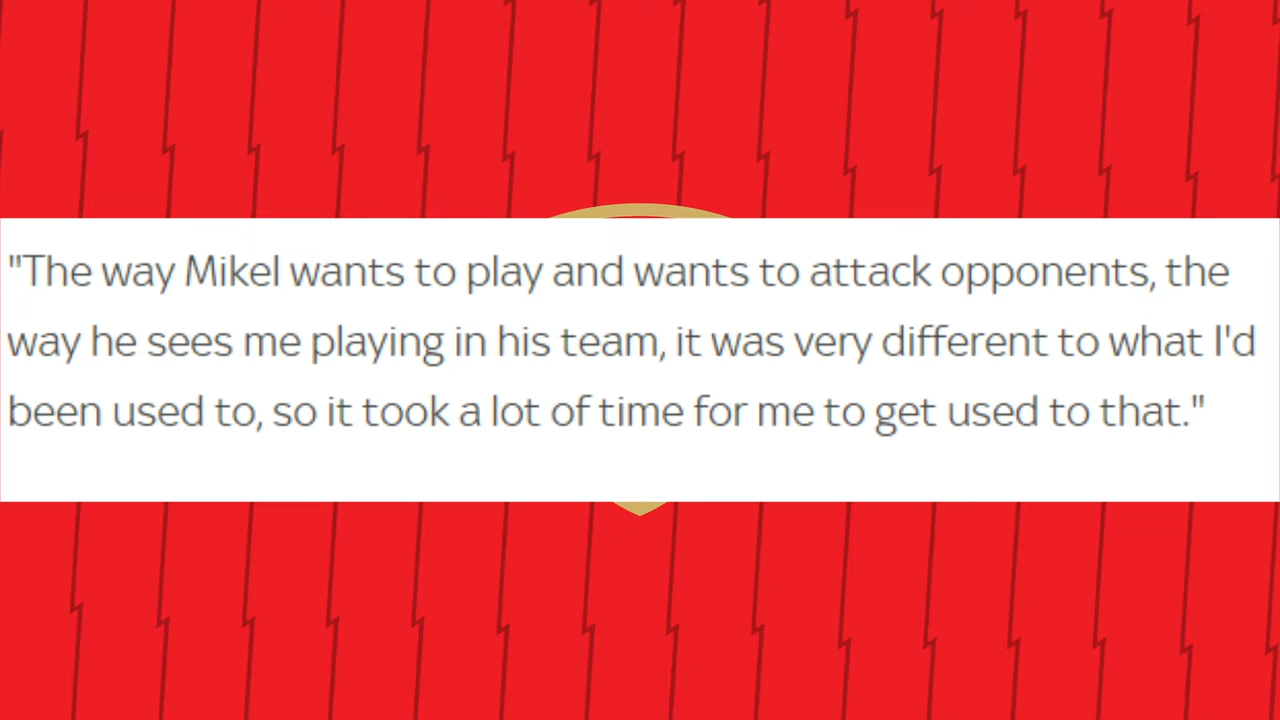 "The way Mikel wants to play and wants to attack opponents, the
way he sees me playing in his team, it was very different to what I'd
been used to, so it took a lot of time for me to get used to that."